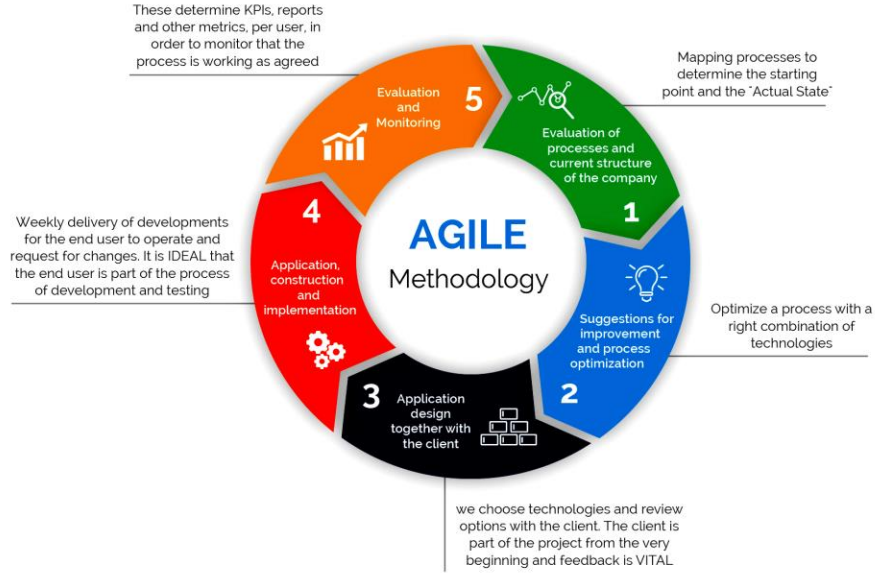 AGILE
Methodology
Evaluation of
processes and
current structure
of the company
1
Mapping processes to
determine the starting
point and the "Actual State"
Suggestions for
improvement
and process
optimization
2
Optimize a process with a
right combination of
technologies
3
Application
design
together with
the client
we choose technologies and review
options with the client. The client is
part of the project from the very
beginning and feedback is VITAL
4
Application,
construction
and
implementation
Weekly delivery of developments
for the end user to operate and
request for changes. It is IDEAL that
the end user is part of the process
of development and testing
5
Evaluation
and
Monitoring
These determine KPIs, reports
and other metrics, per user, in
order to monitor that the
process is working as agreed